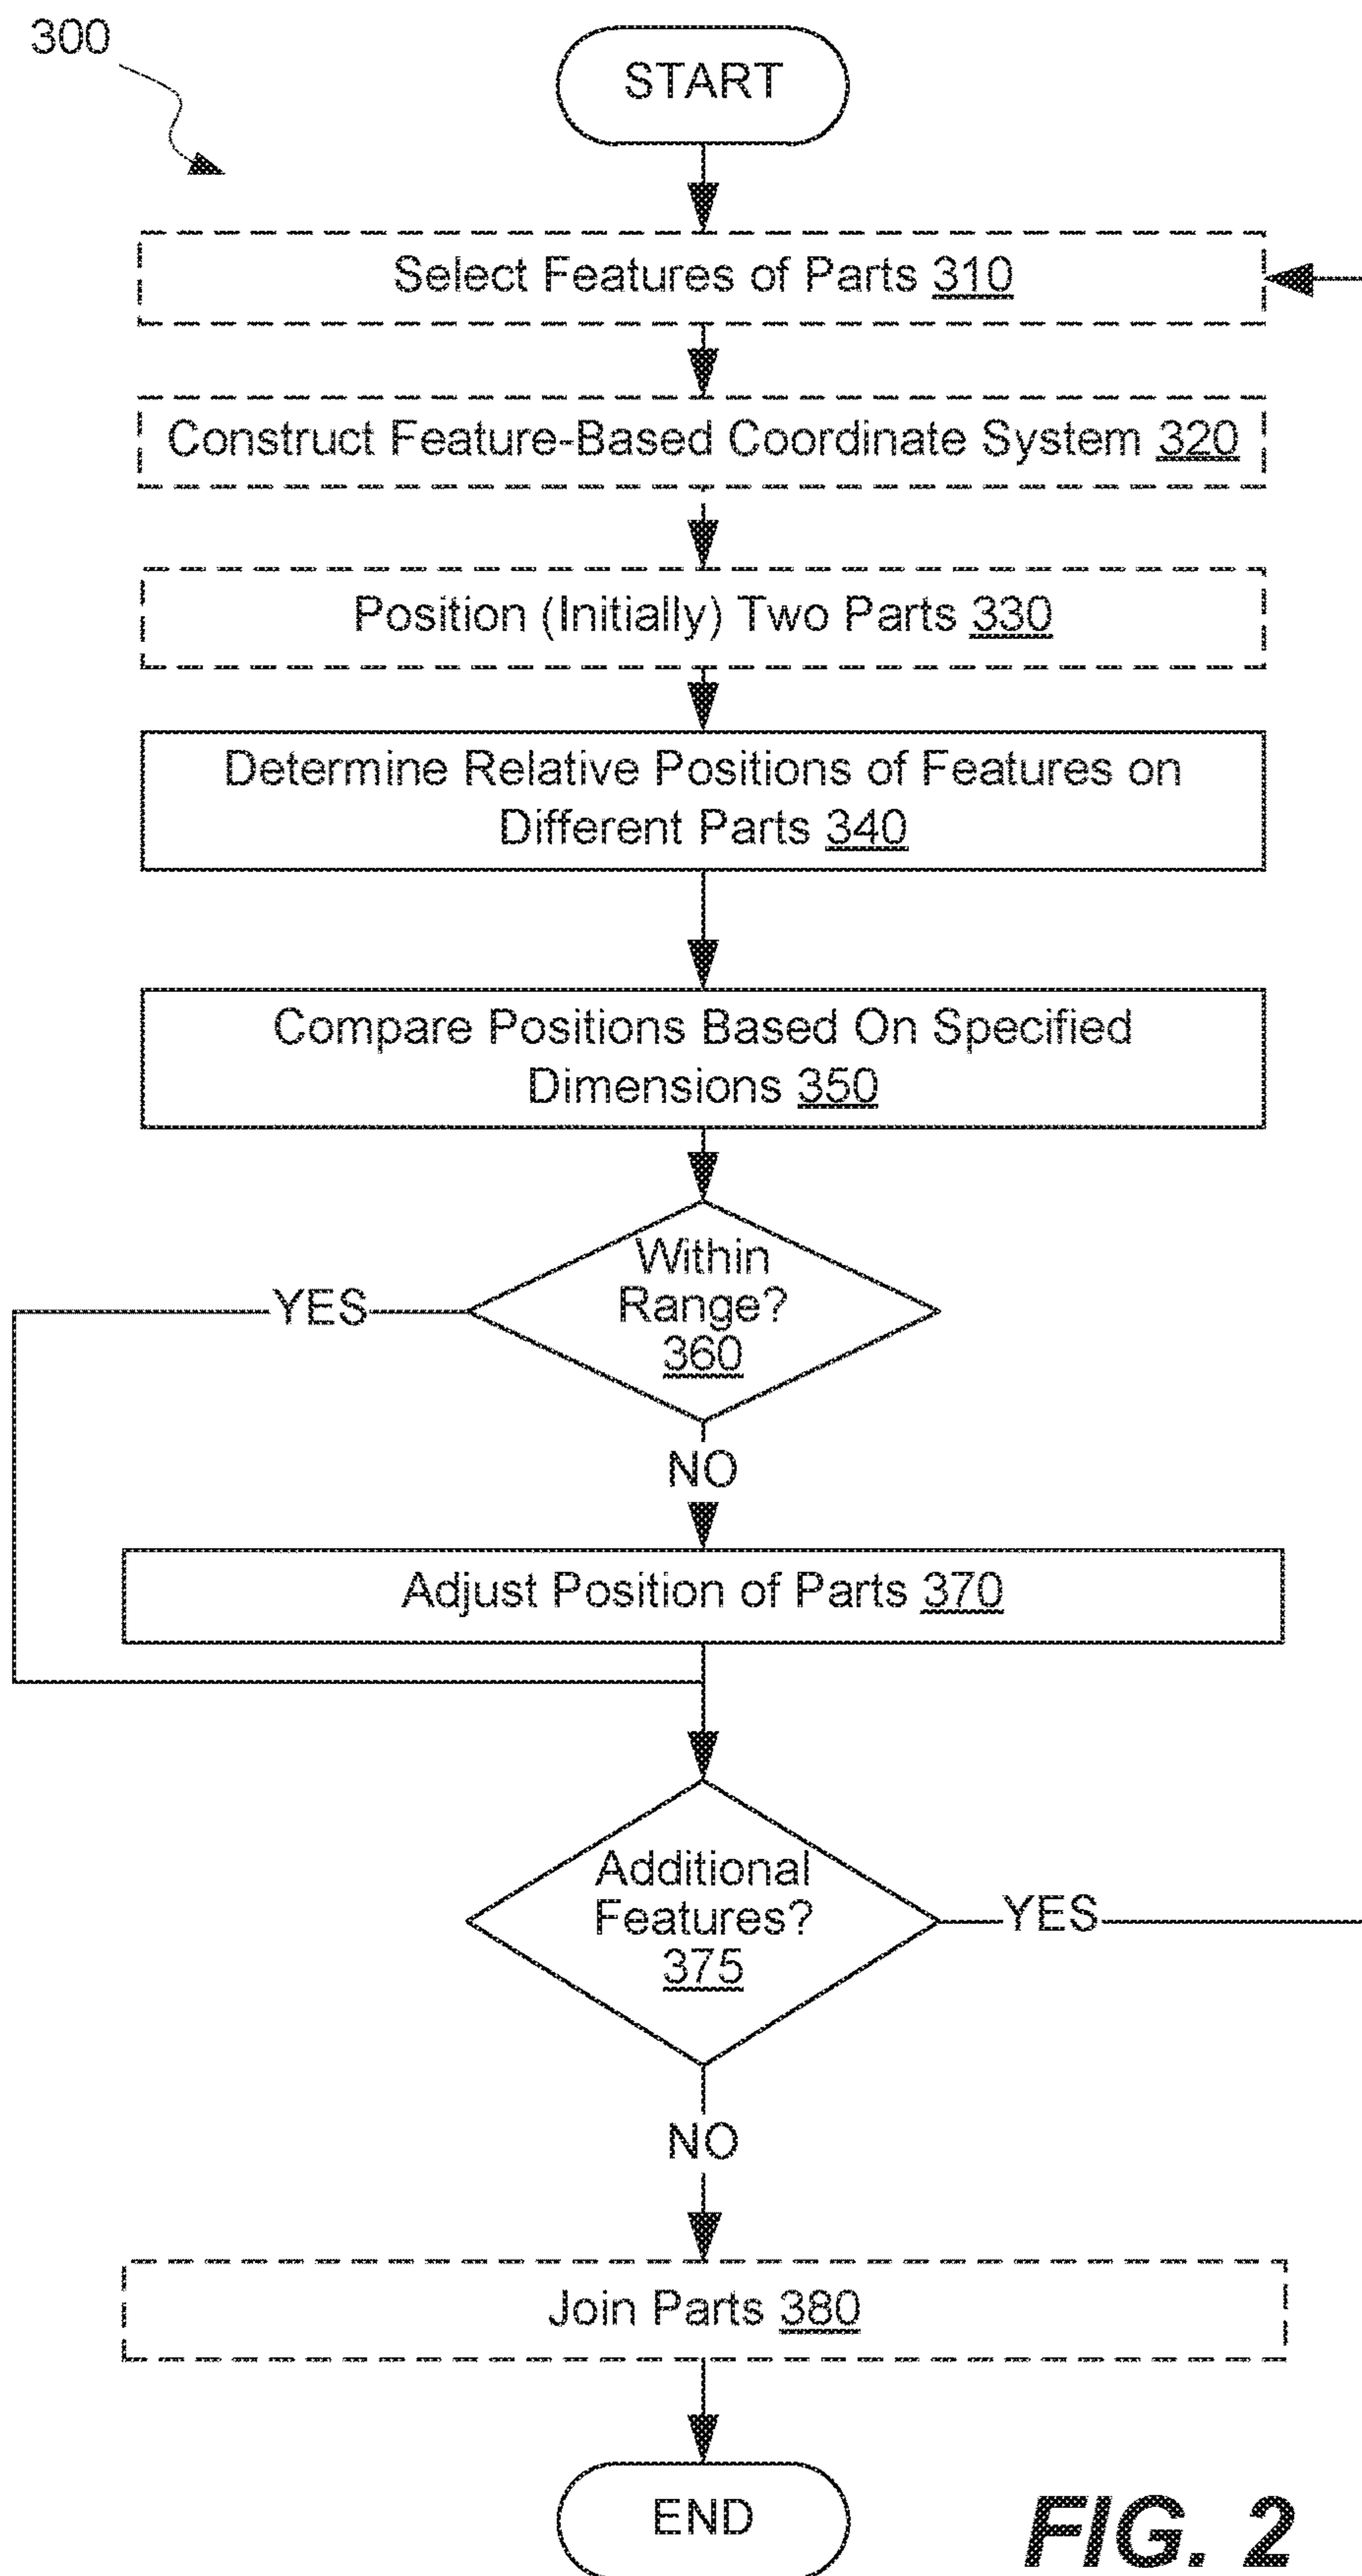 300
START
Select Features of Parts 310
Construct Feature-Based Coordinate System 320
Position (Initially) Two Parts 330
Determine Relative Positions of Features on
Different Parts 340
Compare Positions Based On Specified
Dimensions 350
Within
Range?
360
YES
NO
Adjust Position of Parts 370
Additional
Features?
375
YES
NO
Join Parts 380
END
FIG. 2